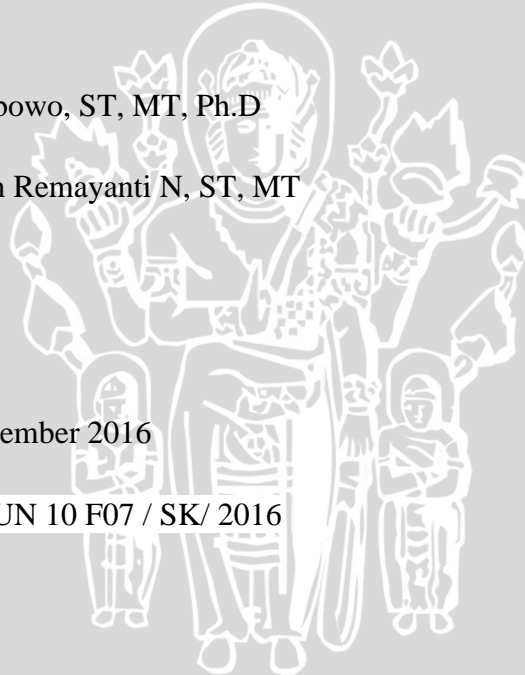 bowo, ST, MT, Ph.D
n Remayanti N, ST, MT
ember 2016
UN 10 F07 / SK/ 2016